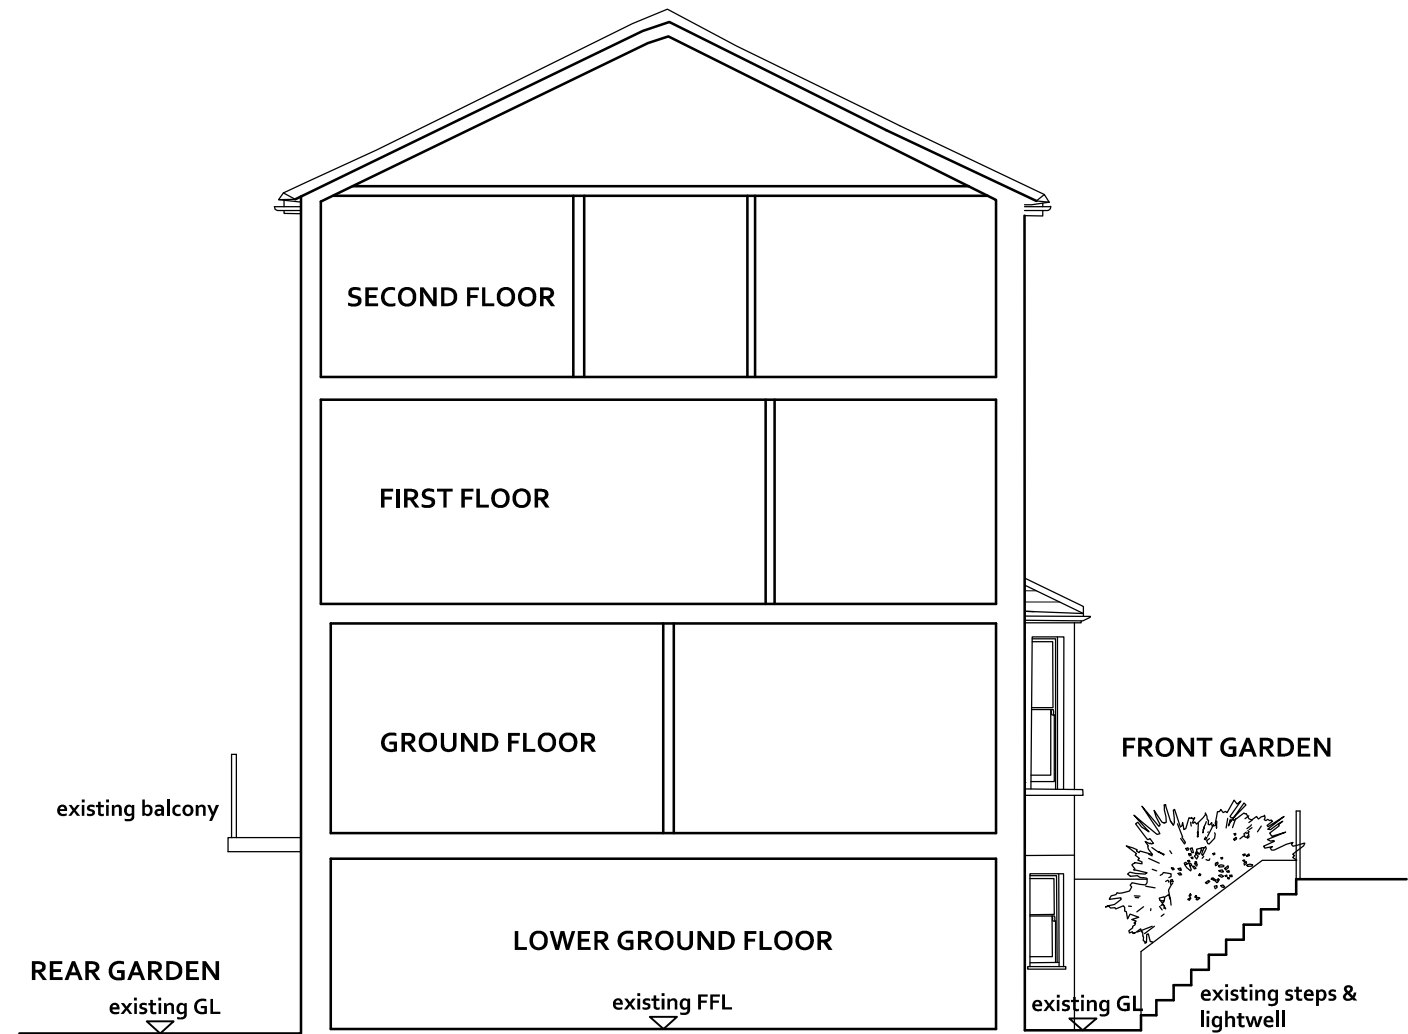 SECOND FLOOR
FIRST FLOOR
GROUND FLOOR
FRONT GARDEN
existing balcony
LOWER GROUND FLOOR
REAR GARDEN
existing GL
existing FFL
existing GL
existing steps &
lightwell